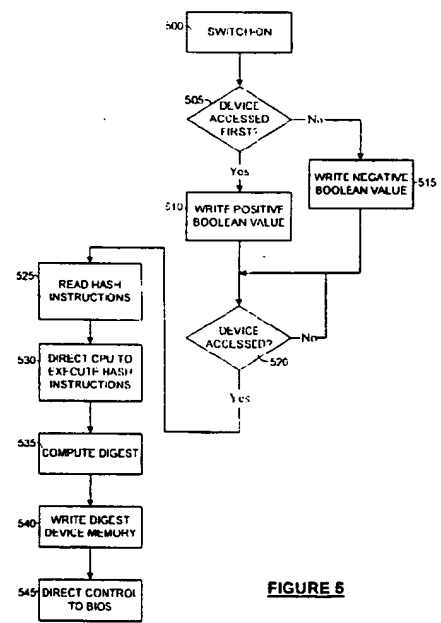 500
SWITCH-ON
505
DEVICE
ACCESSED
FIRST?
No
Yes
510
WRITE POSITIVE
BOOLEAN VALUE
WRITE NEGATIVE
BOOLEAN VALUE
515
DEVICE
ACCESSED?
No
520
Yes
525
READ HASH
INSTRUCTIONS
530
DIRECT CPU TO
EXECUTE HASH
INSTRUCTIONS
535
COMPUTE DIGEST
540
WRITE DIGEST
DEVICE MEMORY
545
DIRECT CONTROL
TO BIOS
FIGURE 5